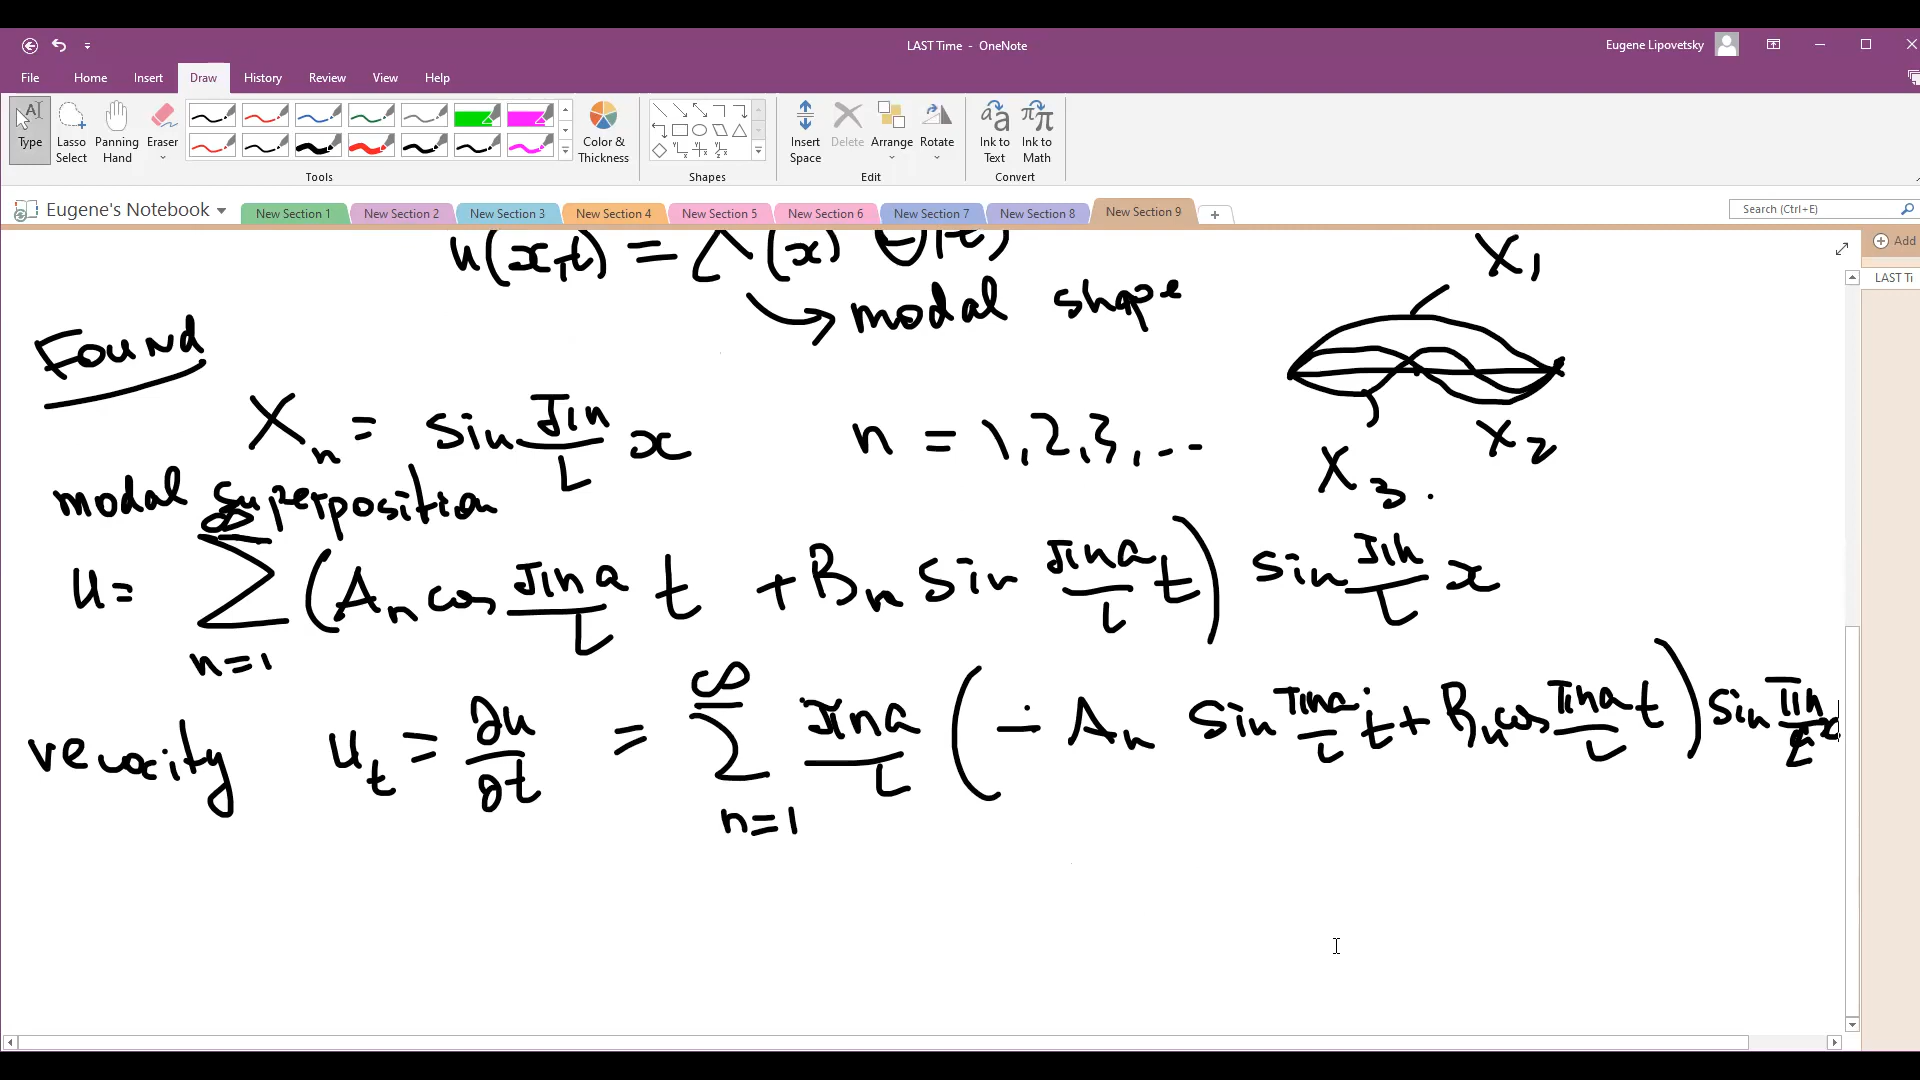 LAST Time - OneNote
Eugene Lipovetsky
File Home Insert Draw History Review View Help
Type
Lasso Select
Panning Hand
Eraser
Color & Thickness
Insert Space
Delete
Arrange
Rotate
Ink to Text
Ink to Math
Tools Shapes Edit Convert
Eugene's Notebook New Section 1 New Section 2 New Section 3 New Section 4 New Section 5 New Section 6 New Section 7 New Section 8 New Section 9 +
Search (Ctrl+E)
Add
LAST Ti
u(x,t) = X(x) Θ(t)
modal shape
X₁
Found
Xₙ = sin πn/L x n = 1,2,3,...
X₂
X₃.
modal superposition
u = ∑_{n=1}^{∞} (Aₙ cos πna/L t + Bₙ sin πna/L t) sin πn/L x
velocity u_t = ∂u/∂t = ∑_{n=1}^{∞} πna/L (- Aₙ sin πna/L t + Bₙ cos πna/L t) sin πn/L x